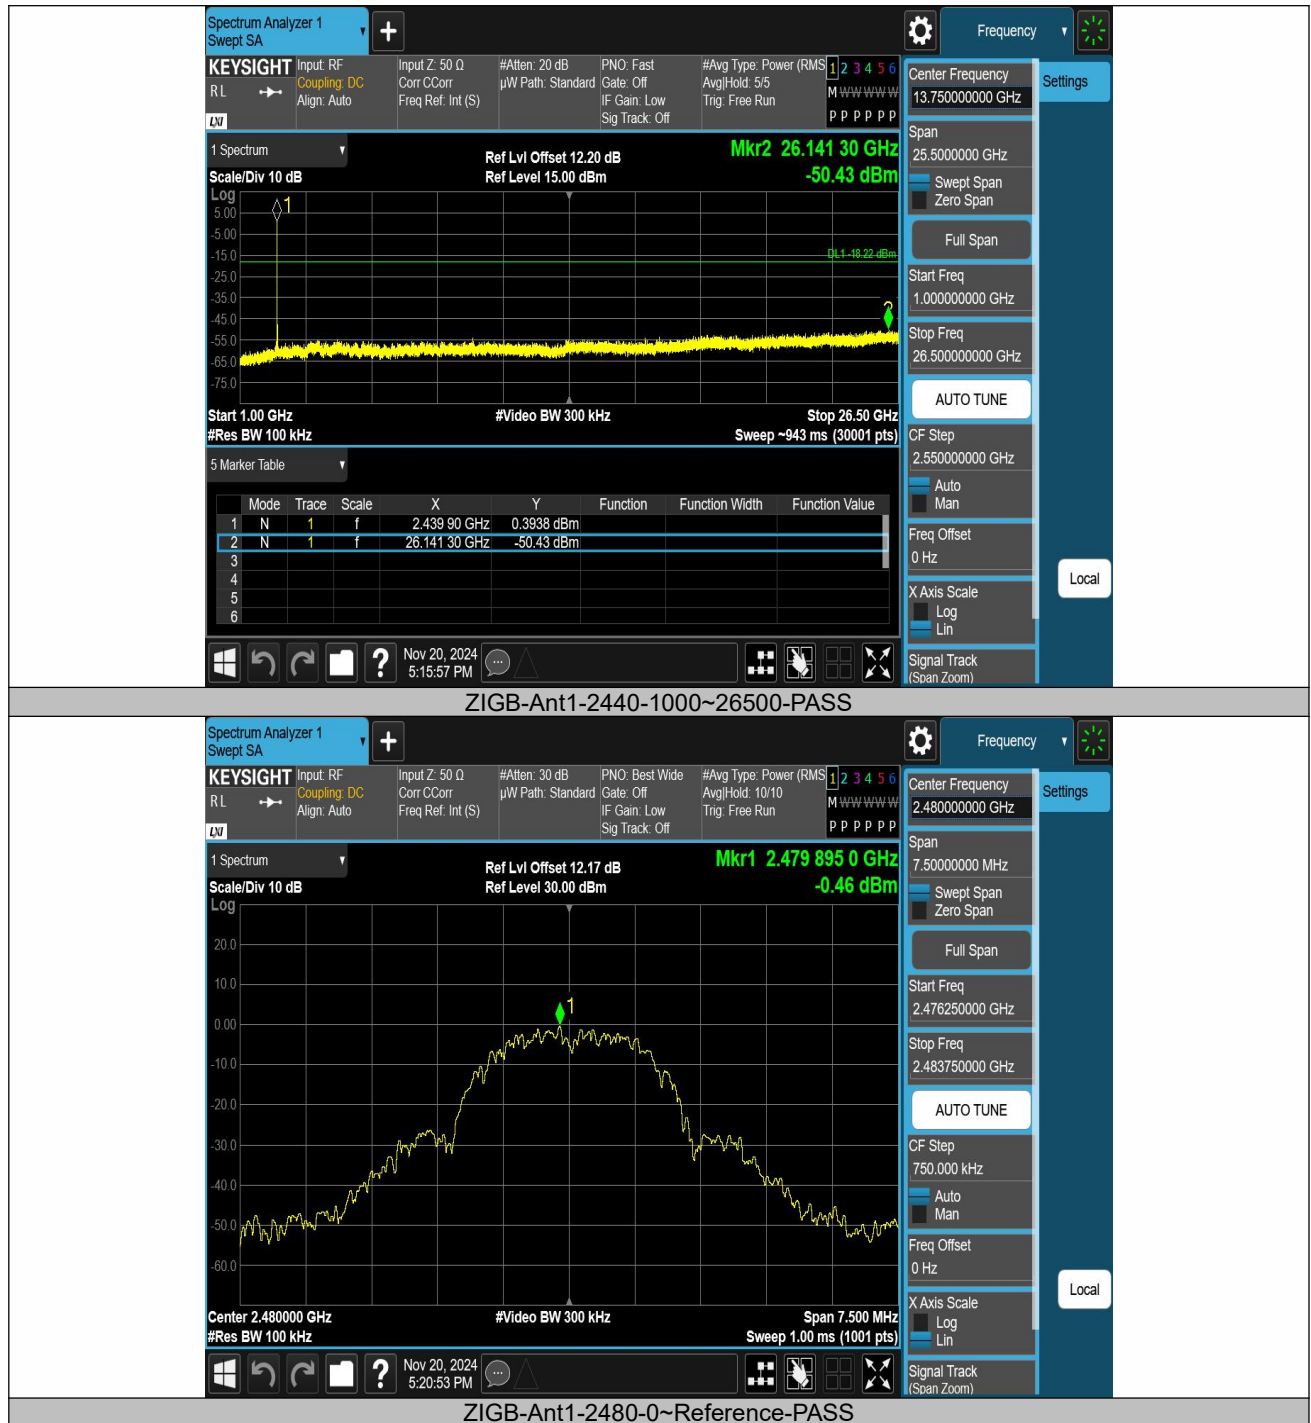 Spectrum Analyzer 1
Swept SA
+
Frequency
KEYSIGHT
RL
LXI
Input: RF
Coupling: DC
Align: Auto
Input Z: 50 Ω
Corr CCorr
Freq Ref: Int (S)
#Atten: 20 dB
µW Path: Standard
PNO: Fast
Gate: Off
IF Gain: Low
Sig Track: Off
#Avg Type: Power (RMS
Avg|Hold: 5/5
Trig: Free Run
1 2 3 4 5 6
M W W W W W
P P P P P P
1 Spectrum
Scale/Div 10 dB
Ref Lvl Offset 12.20 dB
Ref Level 15.00 dBm
Mkr2 26.141 30 GHz
-50.43 dBm
Log
5.00
-5.00
-15.0
-25.0
-35.0
-45.0
-55.0
-65.0
-75.0
1
DL1 -18.22 dBm
2
Start 1.00 GHz
#Video BW 300 kHz
Stop 26.50 GHz
#Res BW 100 kHz
Sweep ~943 ms (30001 pts)
5 Marker Table
Mode Trace Scale X Y Function Function Width Function Value
1 N 1 f 2.439 90 GHz 0.3938 dBm
2 N 1 f 26.141 30 GHz -50.43 dBm
3
4
5
6
Nov 20, 2024
5:15:57 PM
Center Frequency
13.750000000 GHz
Settings
Span
25.5000000 GHz
Swept Span
Zero Span
Full Span
Start Freq
1.000000000 GHz
Stop Freq
26.500000000 GHz
AUTO TUNE
CF Step
2.550000000 GHz
Auto
Man
Freq Offset
0 Hz
Local
X Axis Scale
Log
Lin
Signal Track
(Span Zoom)
ZIGB-Ant1-2440-1000~26500-PASS
Spectrum Analyzer 1
Swept SA
+
Frequency
KEYSIGHT
RL
LXI
Input: RF
Coupling: DC
Align: Auto
Input Z: 50 Ω
Corr CCorr
Freq Ref: Int (S)
#Atten: 30 dB
µW Path: Standard
PNO: Best Wide
Gate: Off
IF Gain: Low
Sig Track: Off
#Avg Type: Power (RMS
Avg|Hold: 10/10
Trig: Free Run
1 2 3 4 5 6
M W W W W W
P P P P P P
1 Spectrum
Scale/Div 10 dB
Ref Lvl Offset 12.17 dB
Ref Level 30.00 dBm
Mkr1 2.479 895 0 GHz
-0.46 dBm
Log
20.0
10.0
0.00
-10.0
-20.0
-30.0
-40.0
-50.0
-60.0
1
Center 2.480000 GHz
#Video BW 300 kHz
Span 7.500 MHz
#Res BW 100 kHz
Sweep 1.00 ms (1001 pts)
?
Nov 20, 2024
5:20:53 PM
Center Frequency
2.480000000 GHz
Settings
Span
7.50000000 MHz
Swept Span
Zero Span
Full Span
Start Freq
2.476250000 GHz
Stop Freq
2.483750000 GHz
AUTO TUNE
CF Step
750.000 kHz
Auto
Man
Freq Offset
0 Hz
Local
X Axis Scale
Log
Lin
Signal Track
(Span Zoom)
ZIGB-Ant1-2480-0~Reference-PASS